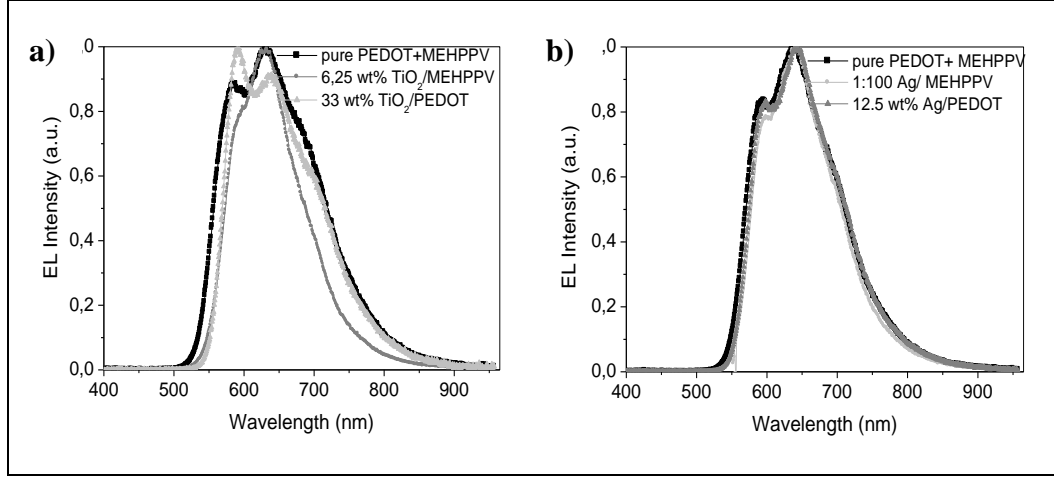 a)
pure PEDOT+MEHPPV
6,25 wt% TiO₂/MEHPPV
33 wt% TiO₂/PEDOT
,0
0,8
0,6
0,4
0,2
0,0
400 500 600 700 800 900
EL Intensity (a.u.)
Wavelength (nm)
b)
pure PEDOT+ MEHPPV
1:100 Ag/ MEHPPV
12.5 wt% Ag/PEDOT
,0
0,8
0,6
0,4
0,2
0,0
400 500 600 700 800 900
EL Intensity (a.u.)
Wavelength (nm)